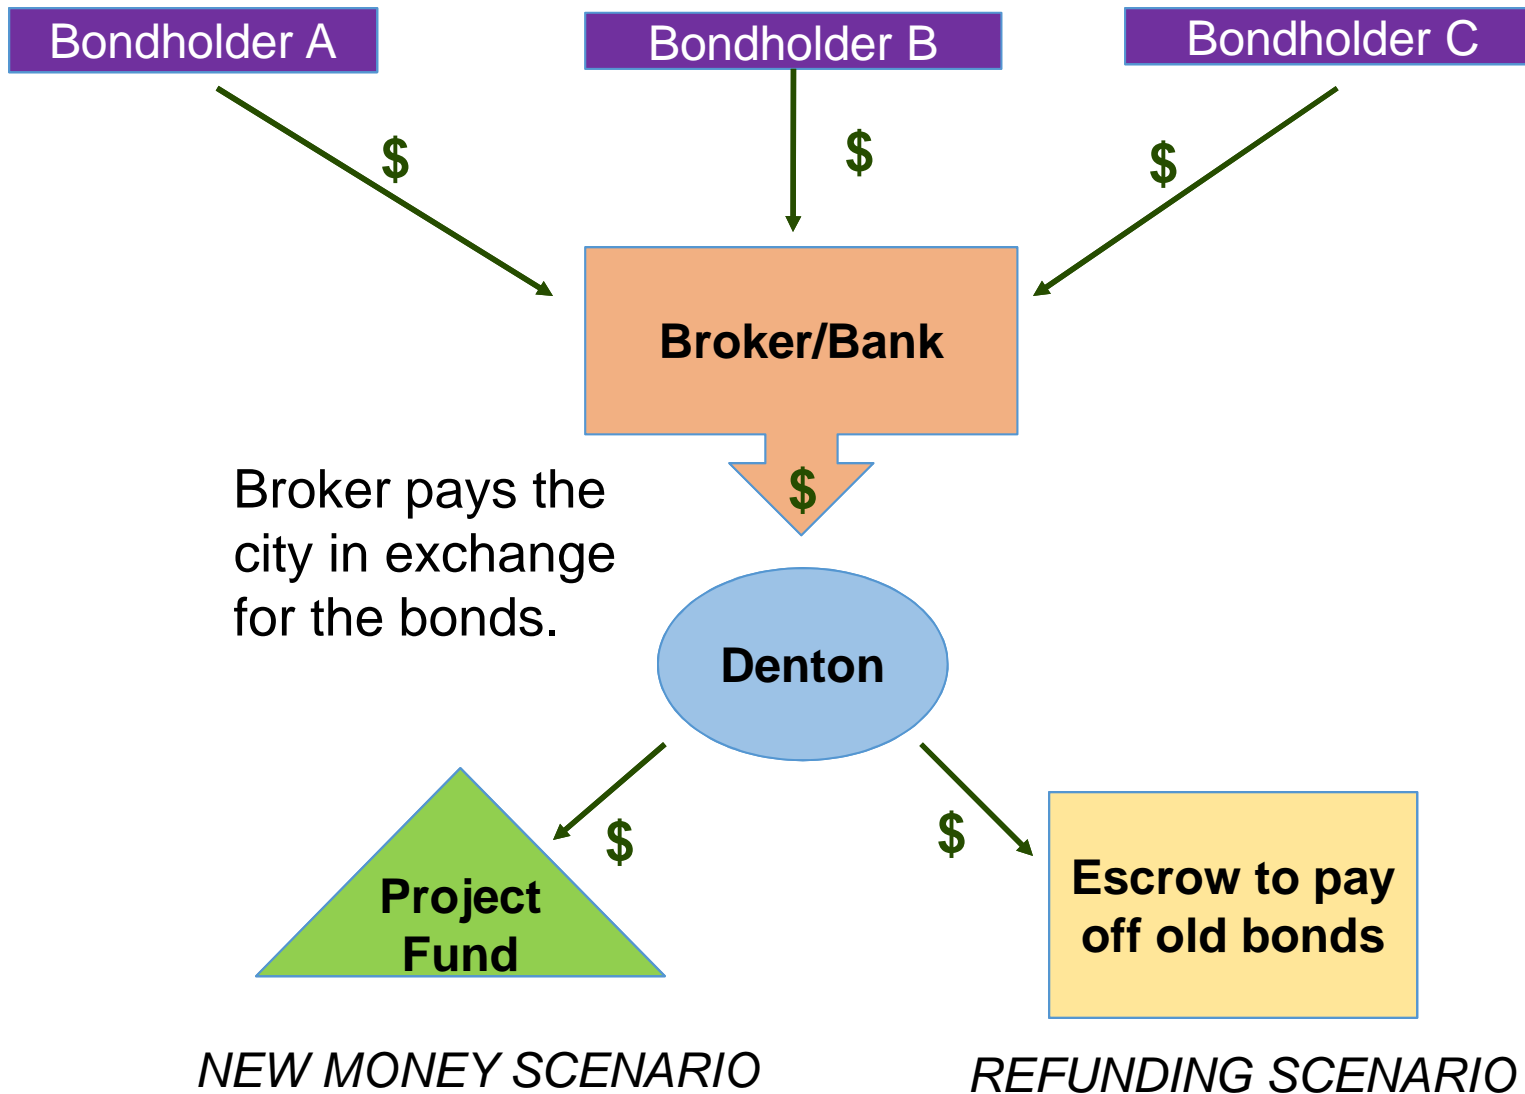 Bondholder A
Bondholder B
Bondholder C
$
$
$
Broker/Bank
$
Broker pays the
city in exchange
for the bonds.
Denton
$
$
Project
Fund
Escrow to pay
off old bonds
NEW MONEY SCENARIO
REFUNDING SCENARIO